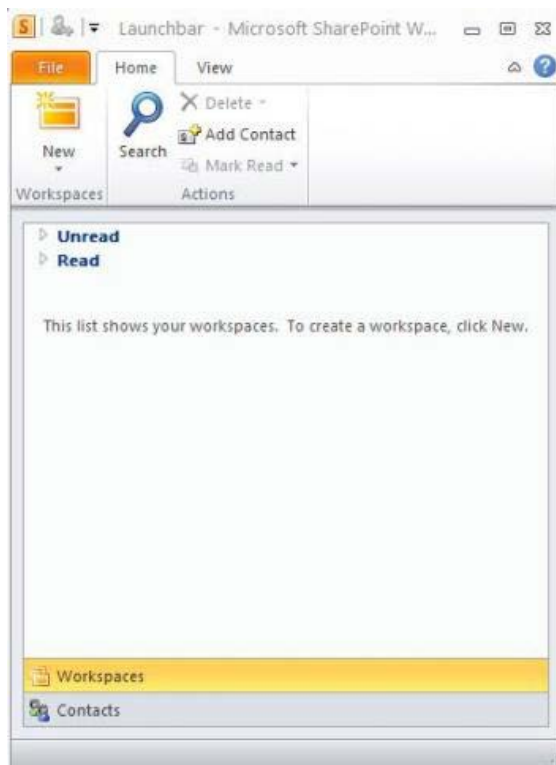 Launchbar - Microsoft SharePoint W...
File Home View
New
Search
Delete
Add Contact
Mark Read
Workspaces
Actions
Unread
Read
This list shows your workspaces. To create a workspace, click New.
Workspaces
Contacts